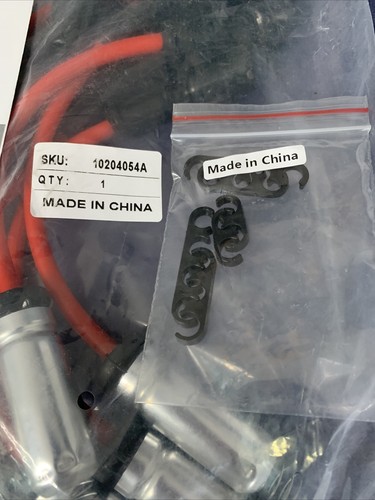 SKU: 10204054A
QTY: 1
MADE IN CHINA
Made in China